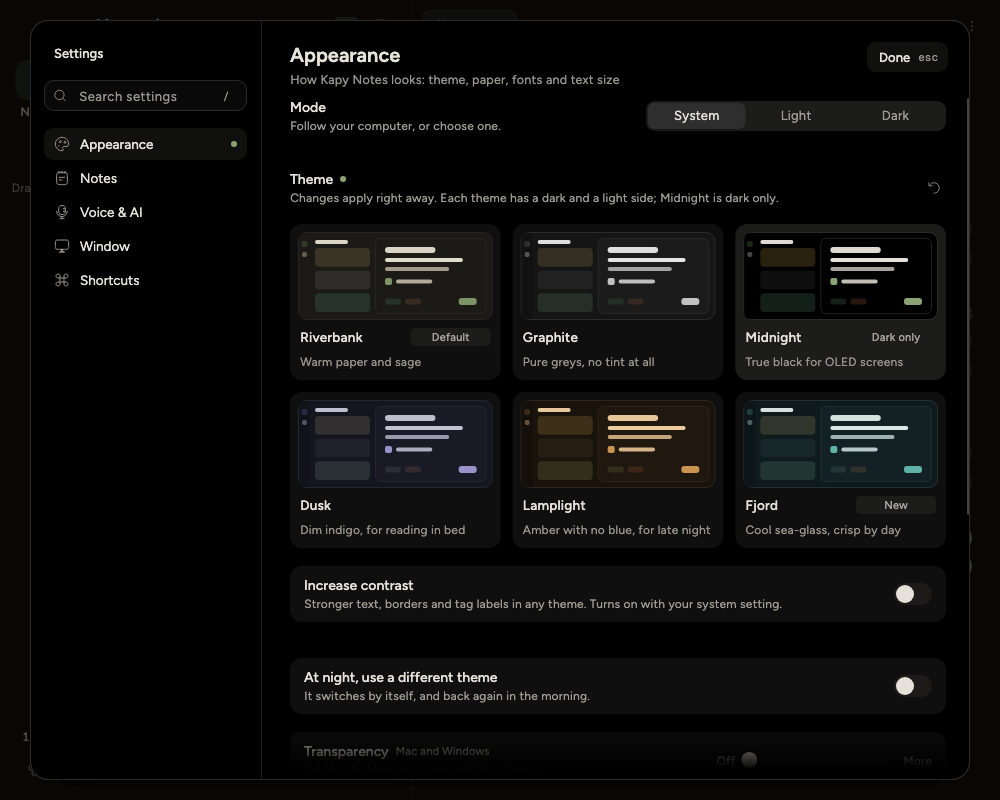 Settings
Search settings /
Appearance
Notes
Voice & AI
Window
Shortcuts
Appearance
How Kapy Notes looks: theme, paper, fonts and text size
Done esc
Mode
Follow your computer, or choose one.
System Light Dark
Theme
Changes apply right away. Each theme has a dark and a light side; Midnight is dark only.
Riverbank Default
Warm paper and sage
Graphite
Pure greys, no tint at all
Midnight Dark only
True black for OLED screens
Dusk
Dim indigo, for reading in bed
Lamplight
Amber with no blue, for late night
Fjord New
Cool sea-glass, crisp by day
Increase contrast
Stronger text, borders and tag labels in any theme. Turns on with your system setting.
At night, use a different theme
It switches by itself, and back again in the morning.
Transparency Mac and Windows
Off More